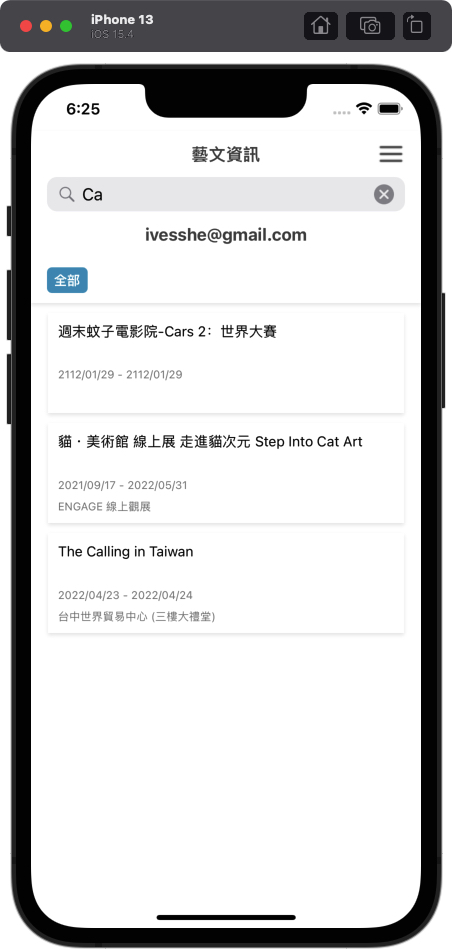 iPhone 13
iOS 15.4
6:25
藝文資訊
Ca
ivesshe@gmail.com
全部
週末蚊子電影院-Cars 2：世界大賽
2112/01/29 - 2112/01/29
貓．美術館 線上展 走進貓次元 Step Into Cat Art
2021/09/17 - 2022/05/31
ENGAGE 線上觀展
The Calling in Taiwan
2022/04/23 - 2022/04/24
台中世界貿易中心 (三樓大禮堂)